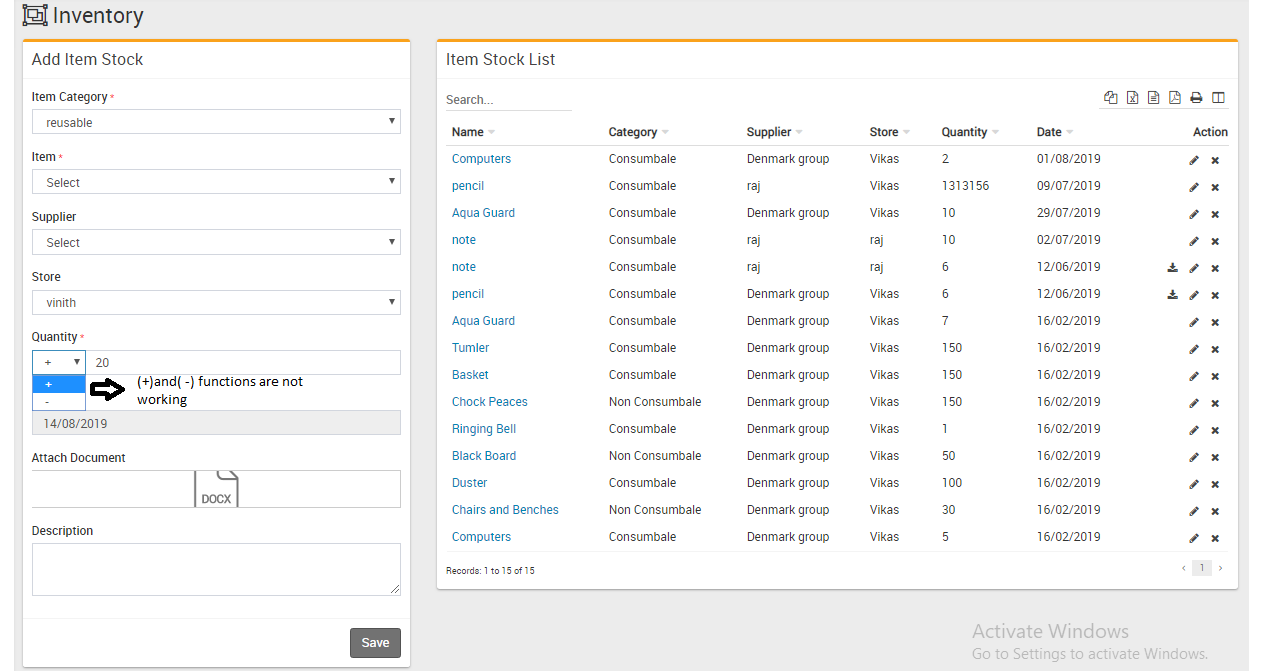 Inventory
Add Item Stock
Item Category *
reusable
Item *
Select
Supplier
Select
Store
vinith
Quantity *
+ 20
+
-
(+)and( -) functions are not
working
14/08/2019
Attach Document
DOCX
Description
Save
Item Stock List
Search...
Name Category Supplier Store Quantity Date Action
Computers Consumbale Denmark group Vikas 2 01/08/2019
pencil Consumbale raj Vikas 1313156 09/07/2019
Aqua Guard Consumbale Denmark group Vikas 10 29/07/2019
note Consumbale raj raj 10 02/07/2019
note Consumbale raj raj 6 12/06/2019
pencil Consumbale Denmark group Vikas 6 12/06/2019
Aqua Guard Consumbale Denmark group Vikas 7 16/02/2019
Tumler Consumbale Denmark group Vikas 150 16/02/2019
Basket Consumbale Denmark group Vikas 150 16/02/2019
Chock Peaces Non Consumbale Denmark group Vikas 150 16/02/2019
Ringing Bell Consumbale Denmark group Vikas 1 16/02/2019
Black Board Non Consumbale Denmark group Vikas 50 16/02/2019
Duster Consumbale Denmark group Vikas 100 16/02/2019
Chairs and Benches Non Consumbale Denmark group Vikas 30 16/02/2019
Computers Consumbale Denmark group Vikas 5 16/02/2019
Records: 1 to 15 of 15
‹ 1 ›
Activate Windows
Go to Settings to activate Windows.